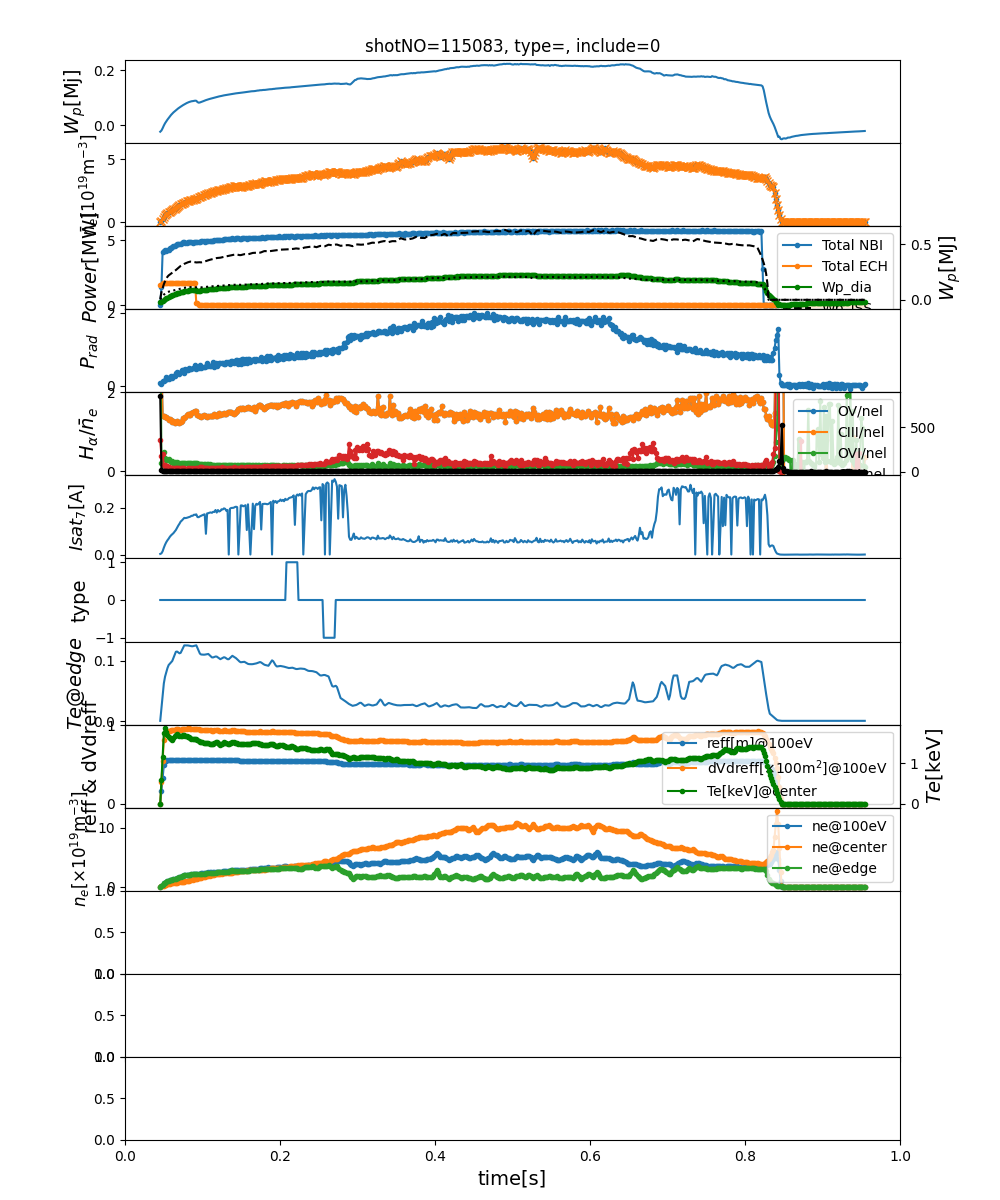 shotNO=115083, type=, include=0
W_p[MJ]
0.2
0.0
[10^19m^-3]
5
0
Power[MW]
5
0
Total NBI
Total ECH
Wp_dia
0.5
0.0
W_p[MJ]
P_rad
2
0
H_α/n̄_e
2
0
OV/nel
CIII/nel
OVI/nel
500
0
Isat_7[A]
0.2
0.0
type
1
0
−1
Te@edge
0.1
0.0
reff & dVdreff
1
0
reff[m]@100eV
dVdreff[×100m^2]@100eV
Te[keV]@center
1
0
Te[keV]
n_e[×10^19m^-3]
10
0
ne@100eV
ne@center
ne@edge
1.0
0.5
0.0
1.0
0.5
0.0
1.0
0.5
0.0
0.0
0.2
0.4
0.6
0.8
1.0
time[s]